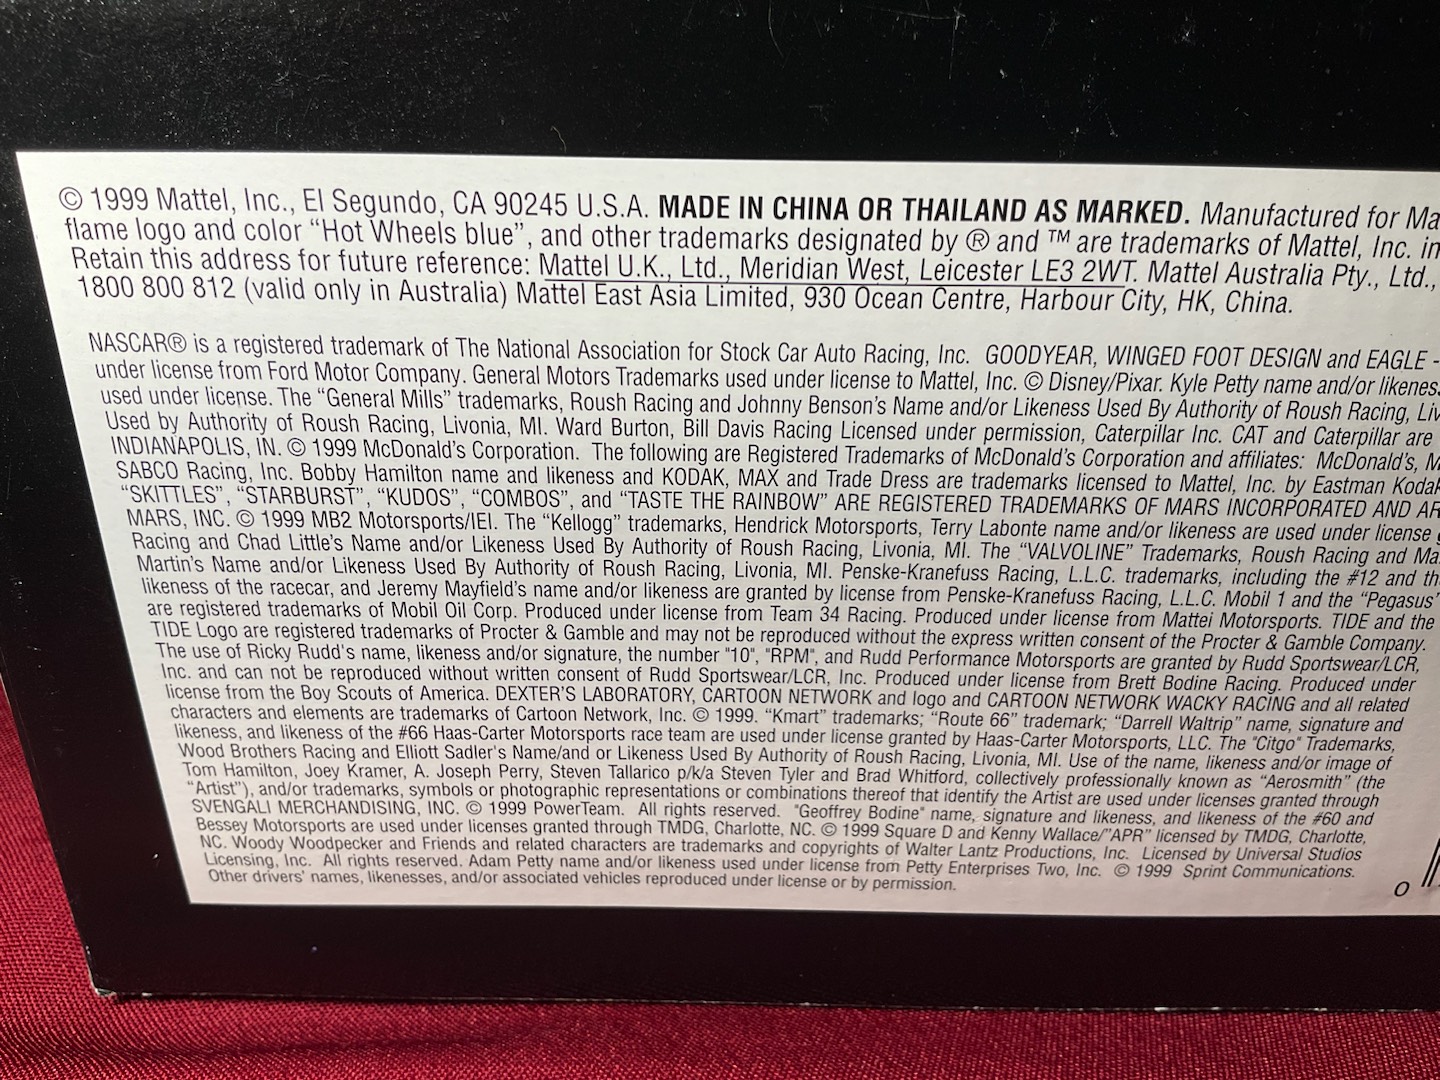 © 1999 Mattel, Inc., El Segundo, CA 90245 U.S.A. MADE IN CHINA OR THAILAND AS MARKED. Manufactured for Ma
flame logo and color “Hot Wheels blue”, and other trademarks designated by ® and ™ are trademarks of Mattel, Inc. in
Retain this address for future reference: Mattel U.K., Ltd., Meridian West, Leicester LE3 2WT. Mattel Australia Pty., Ltd.,
1800 800 812 (valid only in Australia) Mattel East Asia Limited, 930 Ocean Centre, Harbour City, HK, China.
NASCAR® is a registered trademark of The National Association for Stock Car Auto Racing, Inc. GOODYEAR, WINGED FOOT DESIGN and EAGLE -
under license from Ford Motor Company. General Motors Trademarks used under license to Mattel, Inc. © Disney/Pixar. Kyle Petty name and/or likenes
used under license. The “General Mills” trademarks, Roush Racing and Johnny Benson’s Name and/or Likeness Used By Authority of Roush Racing, Liv
Used by Authority of Roush Racing, Livonia, MI. Ward Burton, Bill Davis Racing Licensed under permission, Caterpillar Inc. CAT and Caterpillar are
INDIANAPOLIS, IN. © 1999 McDonald’s Corporation. The following are Registered Trademarks of McDonald’s Corporation and affiliates: McDonald’s, M
SABCO Racing, Inc. Bobby Hamilton name and likeness and KODAK, MAX and Trade Dress are trademarks licensed to Mattel, Inc. by Eastman Kodak
“SKITTLES”, “STARBURST”, “KUDOS”, “COMBOS”, and “TASTE THE RAINBOW” ARE REGISTERED TRADEMARKS OF MARS INCORPORATED AND AR
MARS, INC. © 1999 MB2 Motorsports/IEI. The “Kellogg” trademarks, Hendrick Motorsports, Terry Labonte name and/or likeness are used under license
Racing and Chad Little’s Name and/or Likeness Used By Authority of Roush Racing, Livonia, MI. The “VALVOLINE” Trademarks, Roush Racing and Ma
Martin’s Name and/or Likeness Used By Authority of Roush Racing, Livonia, MI. Penske-Kranefuss Racing, L.L.C. trademarks, including the #12 and th
likeness of the racecar, and Jeremy Mayfield’s name and/or likeness are granted by license from Penske-Kranefuss Racing, L.L.C. Mobil 1 and the “Pegasus”
are registered trademarks of Mobil Oil Corp. Produced under license from Team 34 Racing. Produced under license from Mattei Motorsports. TIDE and the
TIDE Logo are registered trademarks of Procter & Gamble and may not be reproduced without the express written consent of the Procter & Gamble Company.
The use of Ricky Rudd's name, likeness and/or signature, the number "10", "RPM", and Rudd Performance Motorsports are granted by Rudd Sportswear/LCR,
Inc. and can not be reproduced without written consent of Rudd Sportswear/LCR, Inc. Produced under license from Brett Bodine Racing. Produced under
license from the Boy Scouts of America. DEXTER’S LABORATORY, CARTOON NETWORK and logo and CARTOON NETWORK WACKY RACING and all related
characters and elements are trademarks of Cartoon Network, Inc. © 1999. “Kmart” trademarks; “Route 66” trademark; “Darrell Waltrip” name, signature and
likeness, and likeness of the #66 Haas-Carter Motorsports race team are used under license granted by Haas-Carter Motorsports, LLC. The "Citgo" Trademarks,
Wood Brothers Racing and Elliott Sadler's Name/and or Likeness Used By Authority of Roush Racing, Livonia, MI. Use of the name, likeness and/or image of
Tom Hamilton, Joey Kramer, A. Joseph Perry, Steven Tallarico p/k/a Steven Tyler and Brad Whitford, collectively professionally known as “Aerosmith” (the
“Artist”), and/or trademarks, symbols or photographic representations or combinations thereof that identify the Artist are used under licenses granted through
SVENGALI MERCHANDISING, INC. © 1999 PowerTeam. All rights reserved. "Geoffrey Bodine" name, signature and likeness, and likeness of the #60 and
Bessey Motorsports are used under licenses granted through TMDG, Charlotte, NC. © 1999 Square D and Kenny Wallace/"APR" licensed by TMDG, Charlotte,
NC. Woody Woodpecker and Friends and related characters are trademarks and copyrights of Walter Lantz Productions, Inc. Licensed by Universal Studios
Licensing, Inc. All rights reserved. Adam Petty name and/or likeness used under license from Petty Enterprises Two, Inc. © 1999 Sprint Communications.
Other drivers’ names, likenesses, and/or associated vehicles reproduced under license or by permission.
0